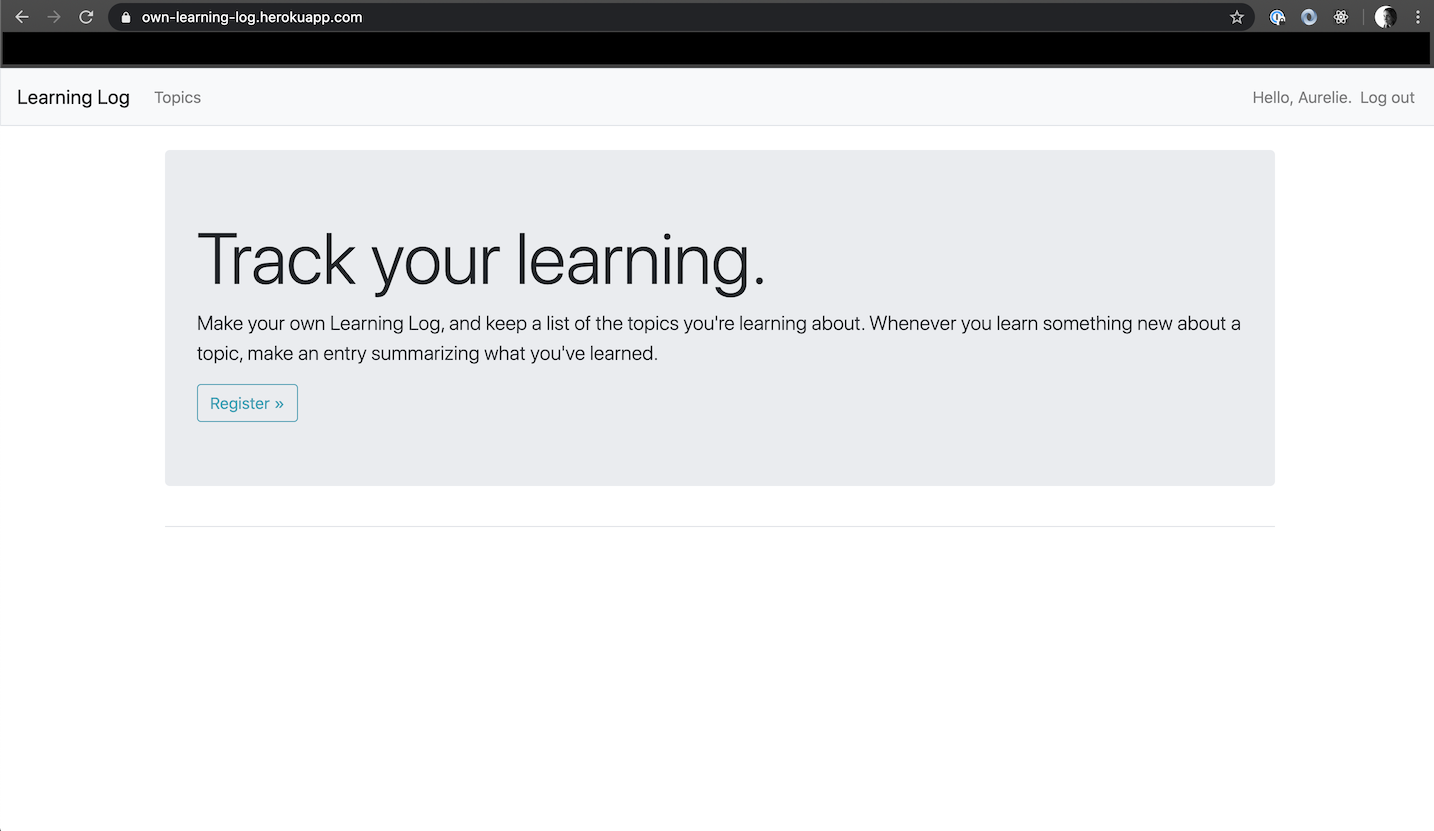 own-learning-log.herokuapp.com
Learning Log Topics Hello, Aurelie. Log out
Track your learning.
Make your own Learning Log, and keep a list of the topics you're learning about. Whenever you learn something new about a
topic, make an entry summarizing what you've learned.
Register »